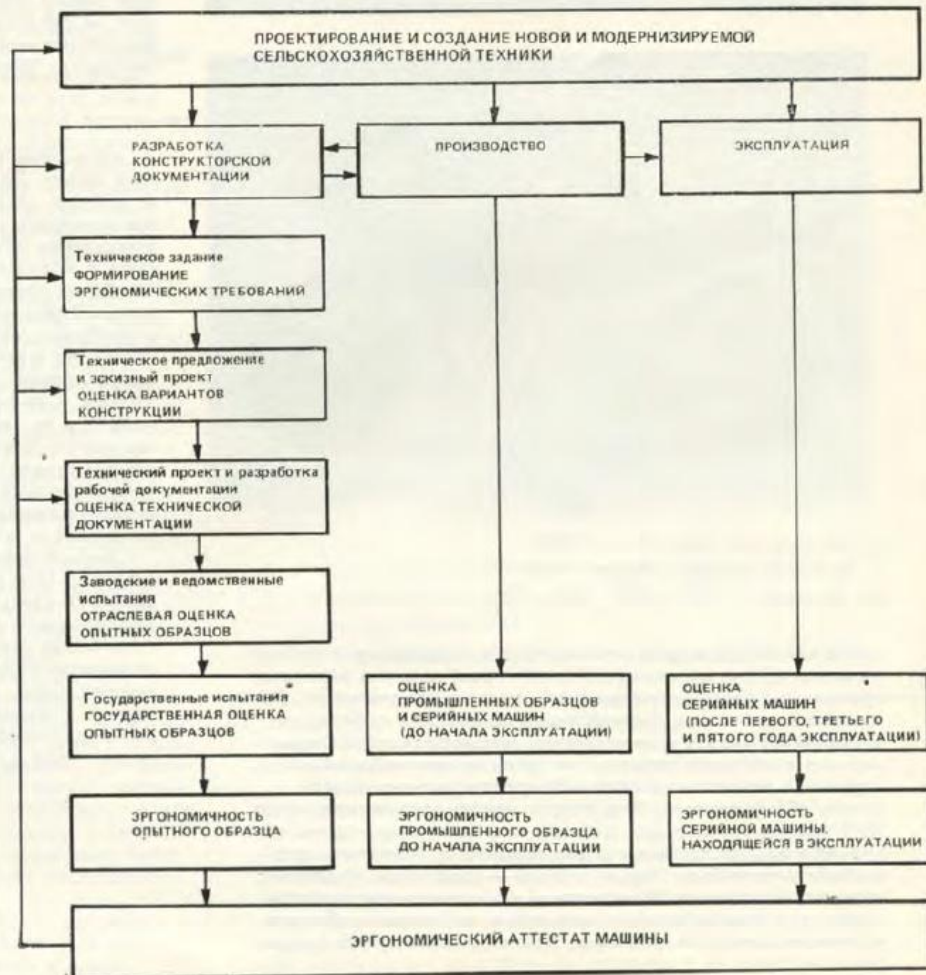 ПРОЕКТИРОВАНИЕ И СОЗДАНИЕ НОВОЙ И МОДЕРНИЗИРУЕМОЙ
СЕЛЬСКОХОЗЯЙСТВЕННОЙ ТЕХНИКИ
РАЗРАБОТКА
КОНСТРУКТОРСКОЙ
ДОКУМЕНТАЦИИ
ПРОИЗВОДСТВО
ЭКСПЛУАТАЦИЯ
Техническое задание
ФОРМИРОВАНИЕ
ЭРГОНОМИЧЕСКИХ ТРЕБОВАНИЙ
Техническое предложение
и эскизный проект
ОЦЕНКА ВАРИАНТОВ
КОНСТРУКЦИИ
Технический проект и разработка
рабочей документации
ОЦЕНКА ТЕХНИЧЕСКОЙ
ДОКУМЕНТАЦИИ
Заводские и ведомственные
испытания
ОТРАСЛЕВАЯ ОЦЕНКА
ОПЫТНЫХ ОБРАЗЦОВ
Государственные испытания
ГОСУДАРСТВЕННАЯ ОЦЕНКА
ОПЫТНЫХ ОБРАЗЦОВ
ОЦЕНКА
ПРОМЫШЛЕННЫХ ОБРАЗЦОВ
И СЕРИЙНЫХ МАШИН
(ДО НАЧАЛА ЭКСПЛУАТАЦИИ)
ОЦЕНКА
СЕРИЙНЫХ МАШИН
(ПОСЛЕ ПЕРВОГО, ТРЕТЬЕГО
И ПЯТОГО ГОДА ЭКСПЛУАТАЦИИ)
ЭРГОНОМИЧНОСТЬ
ОПЫТНОГО ОБРАЗЦА
ЭРГОНОМИЧНОСТЬ
ПРОМЫШЛЕННОГО ОБРАЗЦА
ДО НАЧАЛА ЭКСПЛУАТАЦИИ
ЭРГОНОМИЧНОСТЬ
СЕРИЙНОЙ МАШИНЫ,
НАХОДЯЩЕЙСЯ В ЭКСПЛУАТАЦИИ
ЭРГОНОМИЧЕСКИЙ АТТЕСТАТ МАШИНЫ